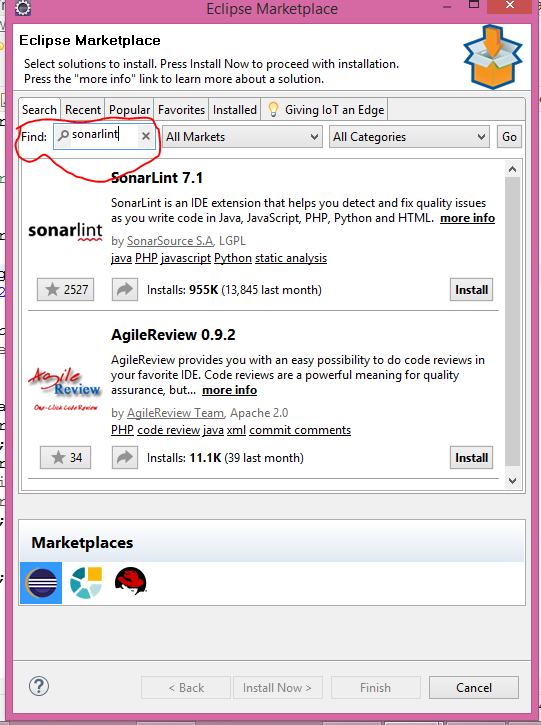 Eclipse Marketplace
Eclipse Marketplace
Select solutions to install. Press Install Now to proceed with installation.
Press the "more info" link to learn more about a solution.
Search Recent Popular Favorites Installed Giving IoT an Edge
Find: sonarlint All Markets All Categories Go
SonarLint 7.1
SonarLint is an IDE extension that helps you detect and fix quality issues
as you write code in Java, JavaScript, PHP, Python and HTML. more info
sonarlint
by SonarSource S.A, LGPL
java PHP javascript Python static analysis
2527 Installs: 955K (13,845 last month) Install
AgileReview 0.9.2
AgileReview provides you with an easy possibility to do code reviews in
your favorite IDE. Code reviews are a powerful meaning for quality
assurance, but... more info
Agile
Review
One-Click Code Review
by AgileReview Team, Apache 2.0
PHP code review java xml commit comments
34 Installs: 11.1K (39 last month) Install
Marketplaces
? < Back Install Now > Finish Cancel